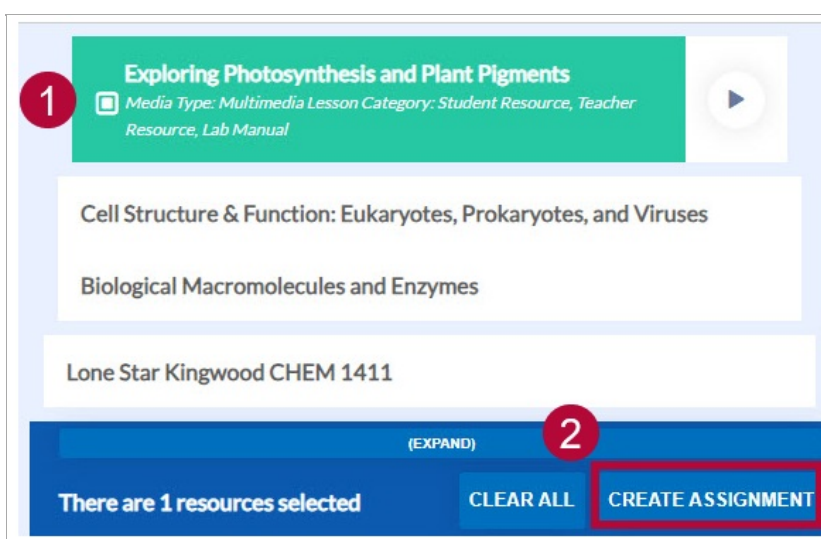 Exploring Photosynthesis and Plant Pigments
1
Media Type: Multimedia Lesson Category: Student Resource, Teacher
Resource, Lab Manual
Cell Structure & Function: Eukaryotes, Prokaryotes, and Viruses
Biological Macromolecules and Enzymes
Lone Star Kingwood CHEM 1411
(EXPAND)
2
There are 1 resources selected
CLEAR ALL
CREATE ASSIGNMENT